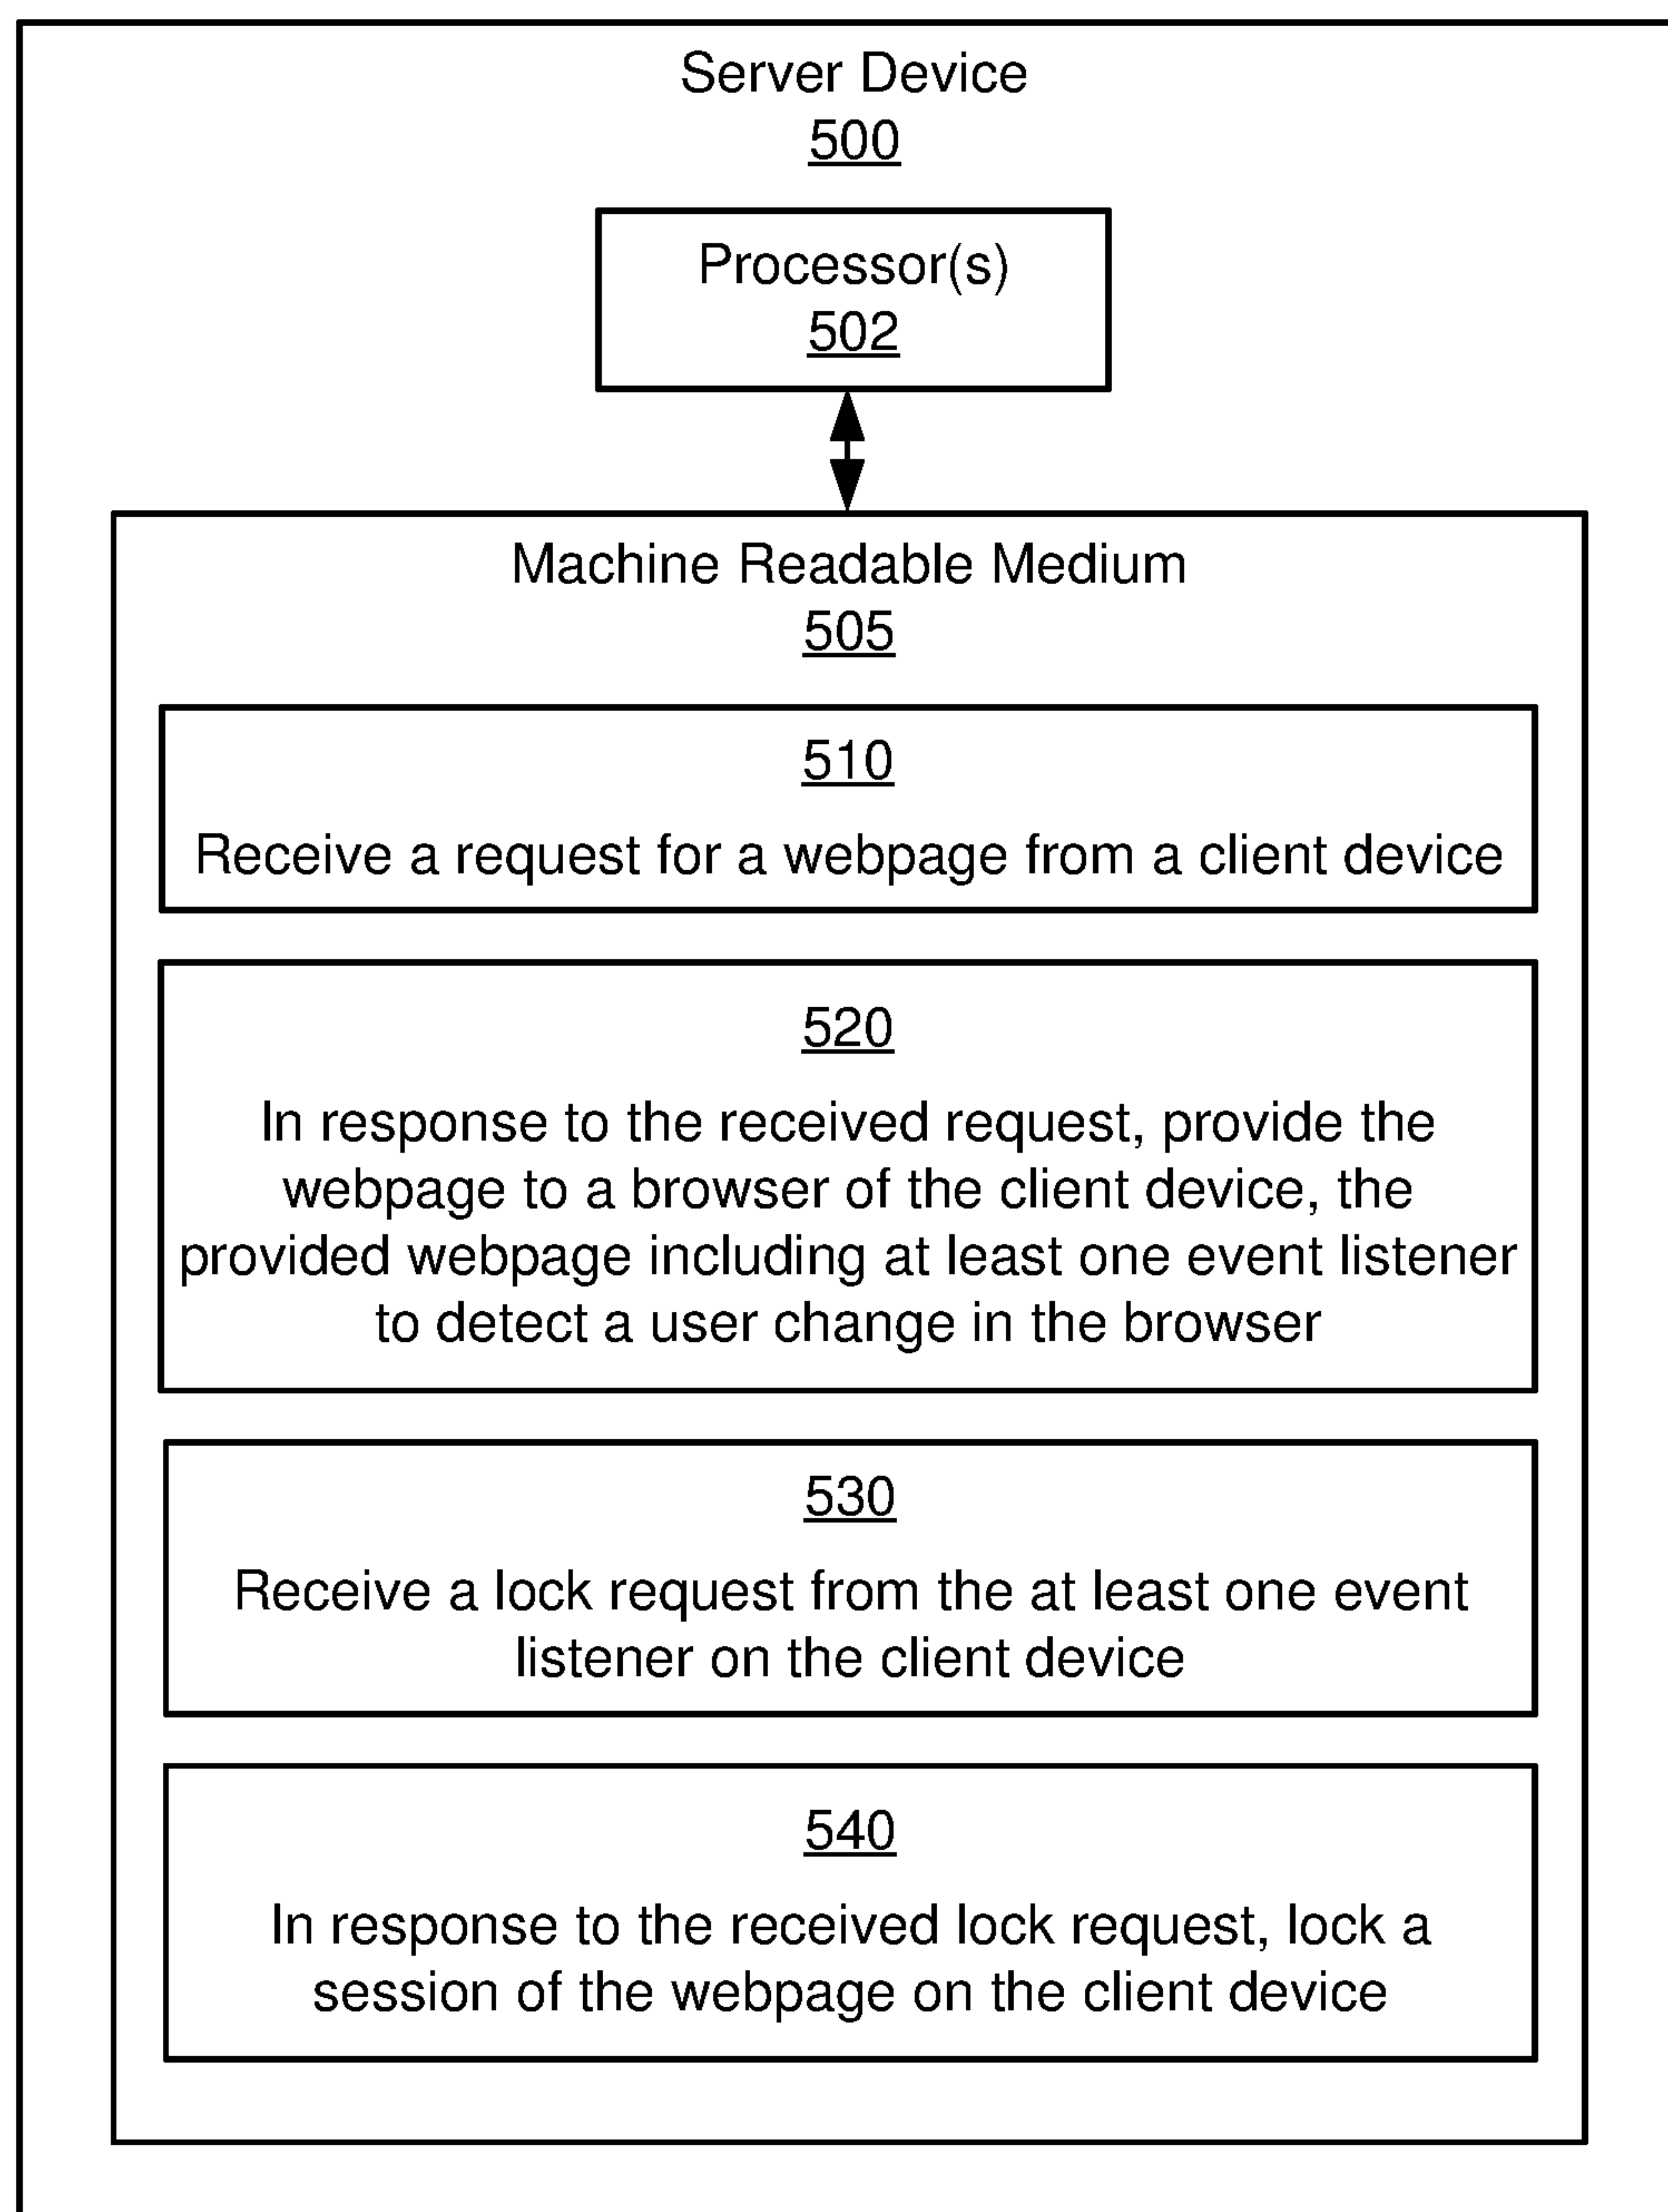 Server Device
500
Processor(s)
502
Machine Readable Medium
505
510
Receive a request for a webpage from a client device
520
In response to the received request, provide the
webpage to a browser of the client device, the
provided webpage including at least one event listener
to detect a user change in the browser
530
Receive a lock request from the at least one event
listener on the client device
540
In response to the received lock request, lock a
session of the webpage on the client device